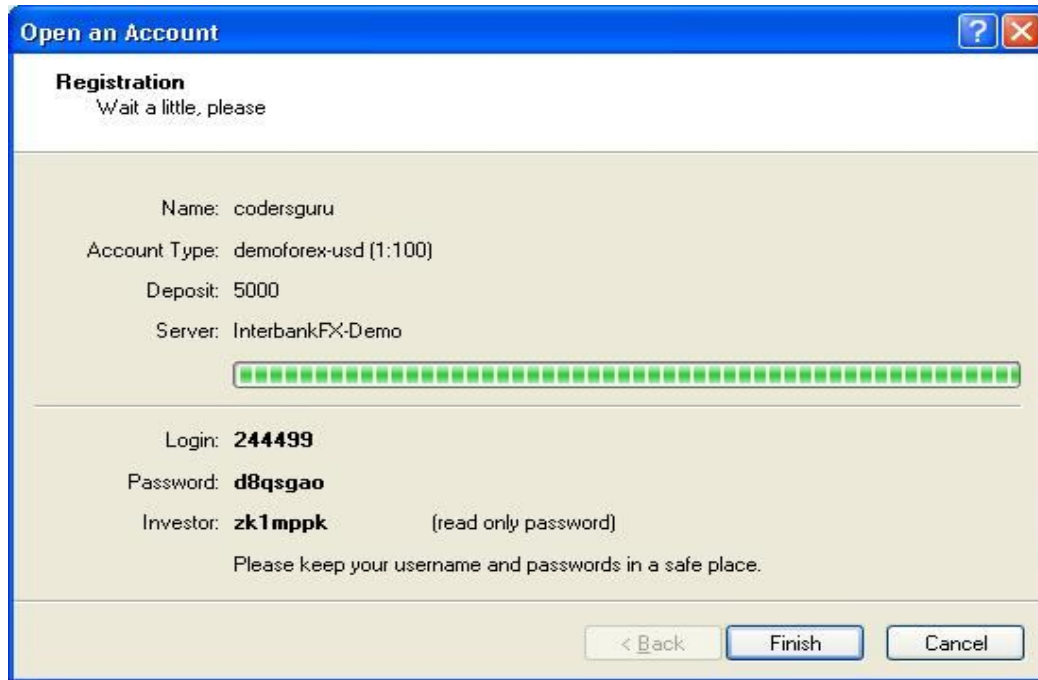 Open an Account
Registration
Wait a little, please
Name: codersguru
Account Type: demoforex-usd (1:100)
Deposit: 5000
Server: InterbankFX-Demo
Login: 244499
Password: d8qsgao
Investor: zk1mppk (read only password)
Please keep your username and passwords in a safe place.
< Back Finish Cancel